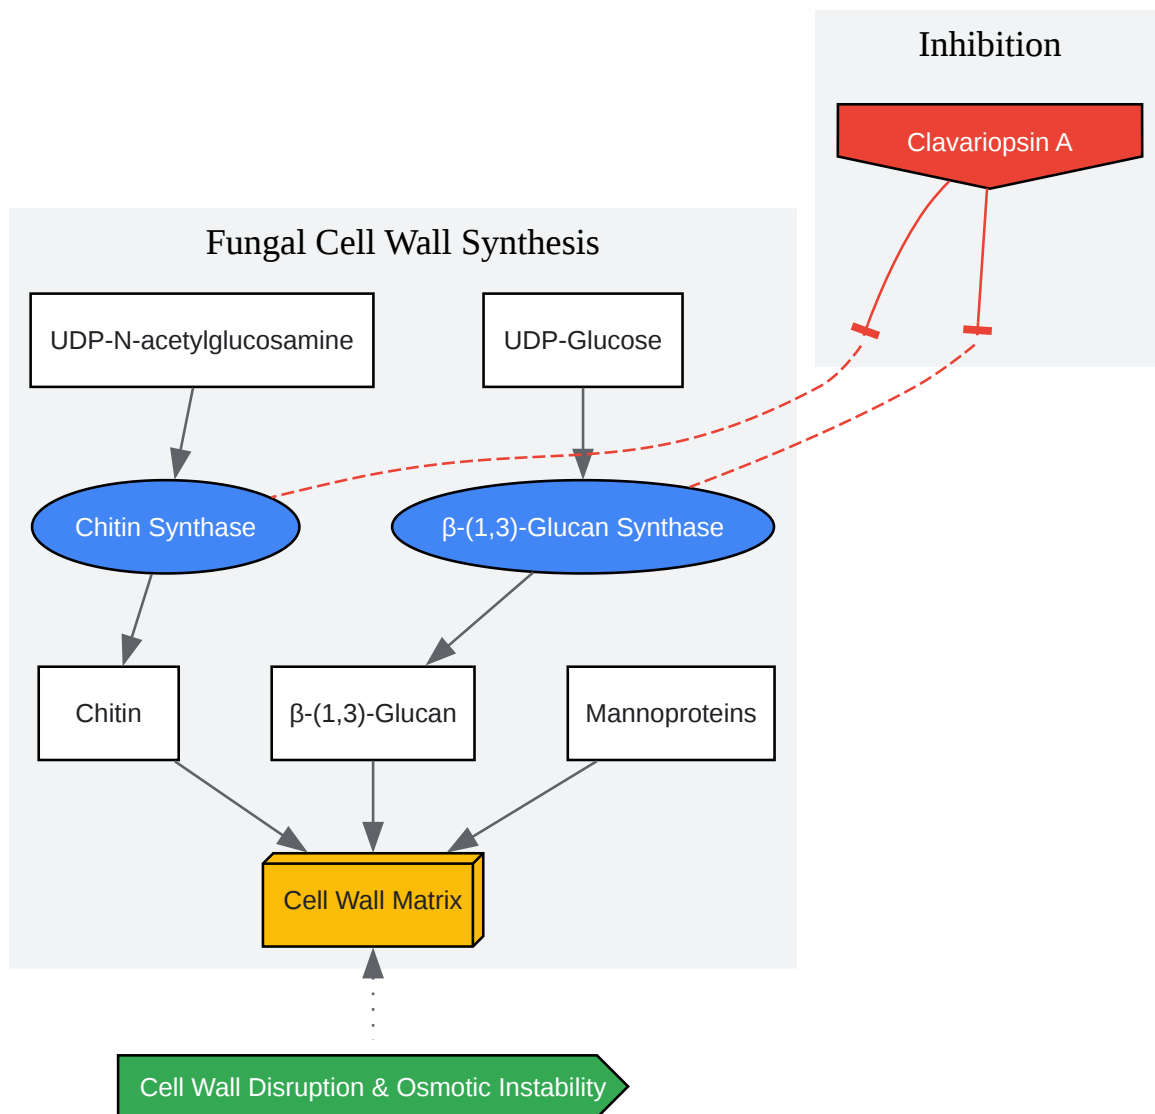 Inhibition
Clavariopsin A
Fungal Cell Wall Synthesis
UDP-N-acetylglucosamine
UDP-Glucose
Chitin Synthase
β-(1,3)-Glucan Synthase
Chitin
β-(1,3)-Glucan
Mannoproteins
Cell Wall Matrix
Cell Wall Disruption & Osmotic Instability